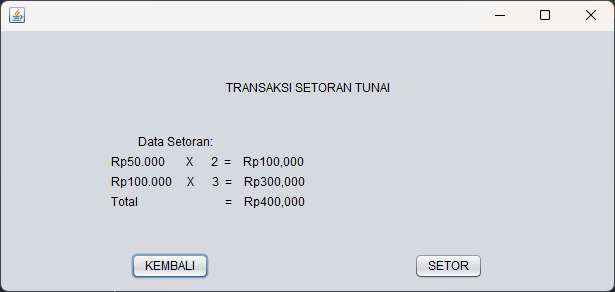 TRANSAKSI SETORAN TUNAI
Data Setoran:
Rp50.000 X 2 = Rp100,000
Rp100.000 X 3 = Rp300,000
Total = Rp400,000
KEMBALI SETOR